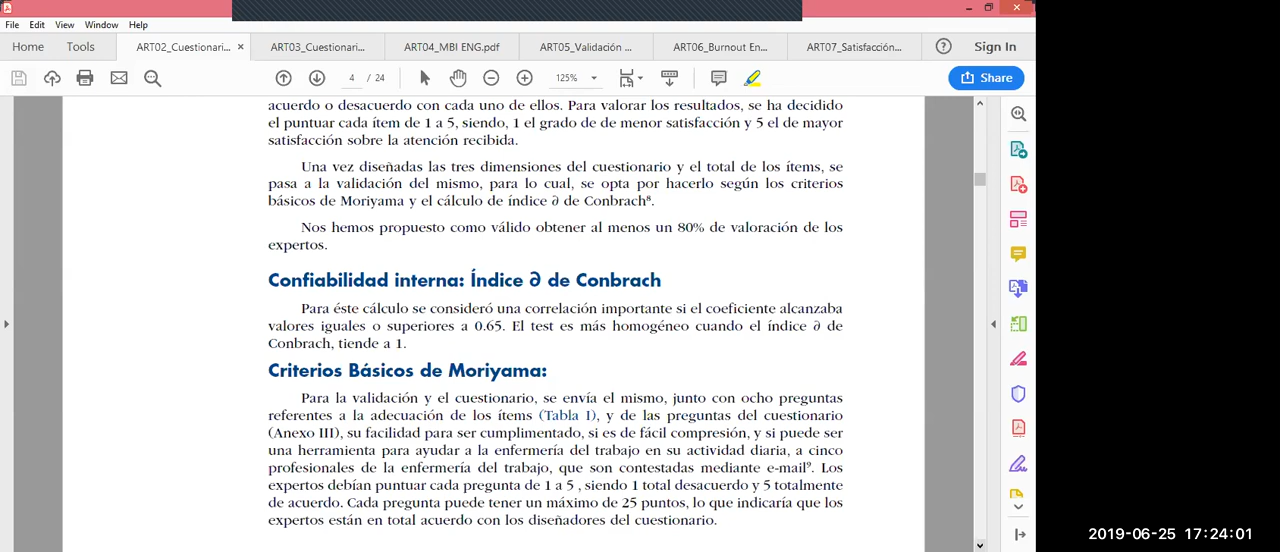 File Edit View Window Help
Home Tools ART02_Cuestionari... × ART03_Cuestionari... ART04_MBI ENG.pdf ART05_Validación ... ART06_Burnout En... ART07_Satisfacción... Sign In
4 / 24 125% Share
acuerdo o desacuerdo con cada uno de ellos. Para valorar los resultados, se ha decidido
el puntuar cada ítem de 1 a 5, siendo, 1 el grado de de menor satisfacción y 5 el de mayor
satisfacción sobre la atención recibida.
Una vez diseñadas las tres dimensiones del cuestionario y el total de los ítems, se
pasa a la validación del mismo, para lo cual, se opta por hacerlo según los criterios
básicos de Moriyama y el cálculo de índice ∂ de Conbrach⁸.
Nos hemos propuesto como válido obtener al menos un 80% de valoración de los
expertos.
Confiabilidad interna: Índice ∂ de Conbrach
Para éste cálculo se consideró una correlación importante si el coeficiente alcanzaba
valores iguales o superiores a 0.65. El test es más homogéneo cuando el índice ∂ de
Conbrach, tiende a 1.
Criterios Básicos de Moriyama:
Para la validación y el cuestionario, se envía el mismo, junto con ocho preguntas
referentes a la adecuación de los ítems (Tabla I), y de las preguntas del cuestionario
(Anexo III), su facilidad para ser cumplimentado, si es de fácil compresión, y si puede ser
una herramienta para ayudar a la enfermería del trabajo en su actividad diaria, a cinco
profesionales de la enfermería del trabajo, que son contestadas mediante e-mail⁹. Los
expertos debían puntuar cada pregunta de 1 a 5 , siendo 1 total desacuerdo y 5 totalmente
de acuerdo. Cada pregunta puede tener un máximo de 25 puntos, lo que indicaría que los
expertos están en total acuerdo con los diseñadores del cuestionario.
2019-06-25 17:24:01